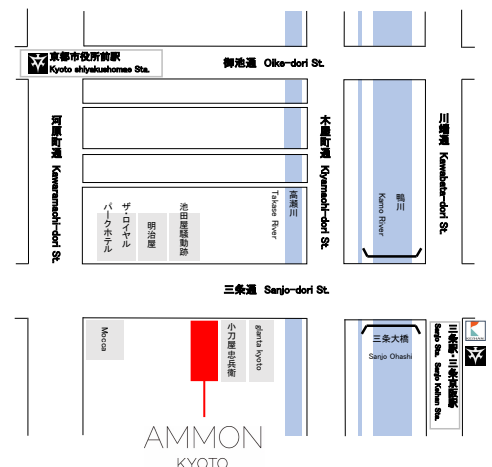 京都市役所前駅
Kyoto shiyakushomae Sta.
御池通 Oike-dori St.
河原町通 Kawaramachi-dori St.
木屋町通 Kiyamachi-dori St.
川端通 Kawabata-dori St.
ザ・ロイヤル
パークホテル
明治屋
池田屋騒動跡
高瀬川
Takase River
鴨川
Kamo River
三条通 Sanjo-dori St.
Mocca
小刀屋忠兵衛
gianta kyoto
三条大橋
Sanjo Ohashi
三条駅・三条京阪駅
Sanjo Sta. Sanjo Keihan Sta.
AMMON
KYOTO